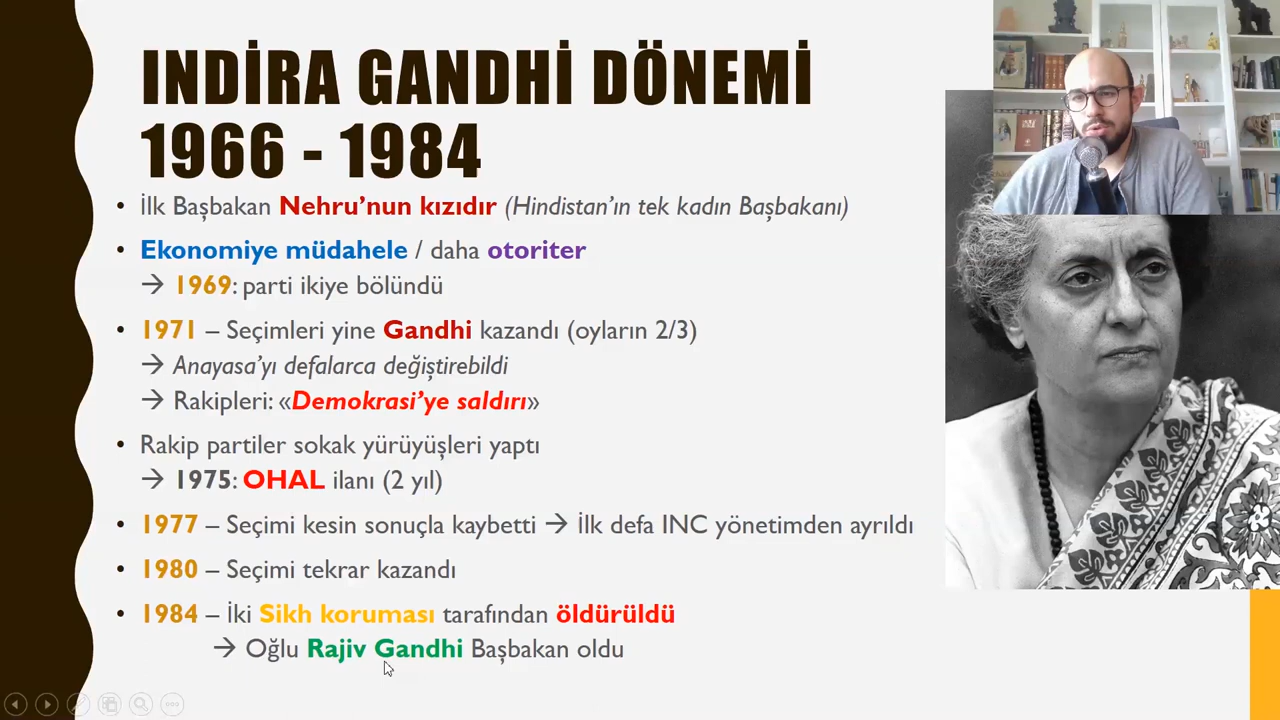 INDİRA GANDHİ DÖNEMİ
1966 - 1984
• İlk Başbakan Nehru’nun kızıdır (Hindistan’ın tek kadın Başbakanı)
• Ekonomiye müdahele / daha otoriter
→ 1969: parti ikiye bölündü
• 1971 – Seçimleri yine Gandhi kazandı (oyların 2/3)
→ Anayasa’yı defalarca değiştirebildi
→ Rakipleri: «Demokrasi’ye saldırı»
• Rakip partiler sokak yürüyüşleri yaptı
→ 1975: OHAL ilanı (2 yıl)
• 1977 – Seçimi kesin sonuçla kaybetti → İlk defa INC yönetimden ayrıldı
• 1980 – Seçimi tekrar kazandı
• 1984 – İki Sikh koruması tarafından öldürüldü
→ Oğlu Rajiv Gandhi Başbakan oldu